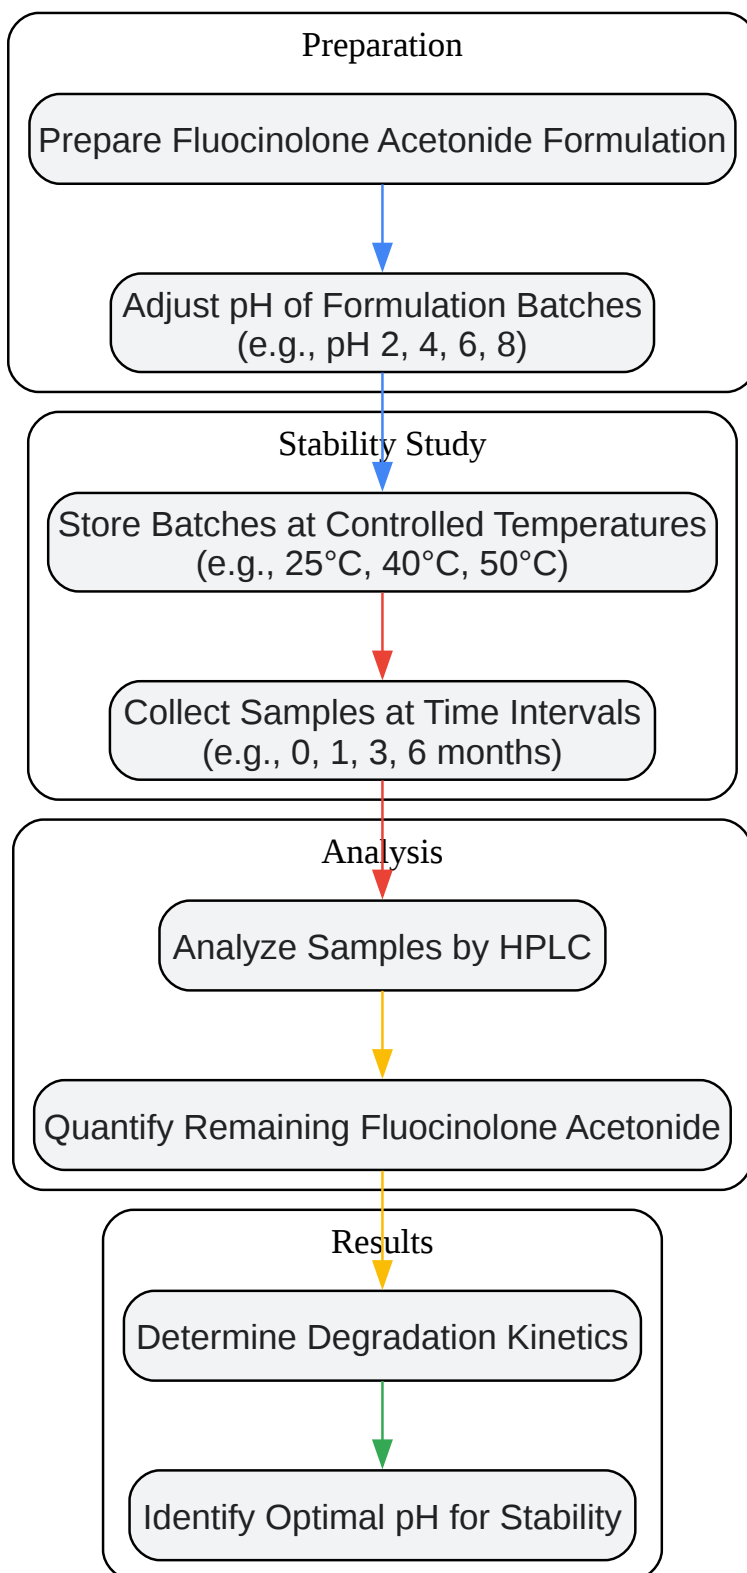 Preparation
Prepare Fluocinolone Acetonide Formulation
Adjust pH of Formulation Batches
(e.g., pH 2, 4, 6, 8)
Stability Study
Store Batches at Controlled Temperatures
(e.g., 25°C, 40°C, 50°C)
Collect Samples at Time Intervals
(e.g., 0, 1, 3, 6 months)
Analysis
Analyze Samples by HPLC
Quantify Remaining Fluocinolone Acetonide
Results
Determine Degradation Kinetics
Identify Optimal pH for Stability